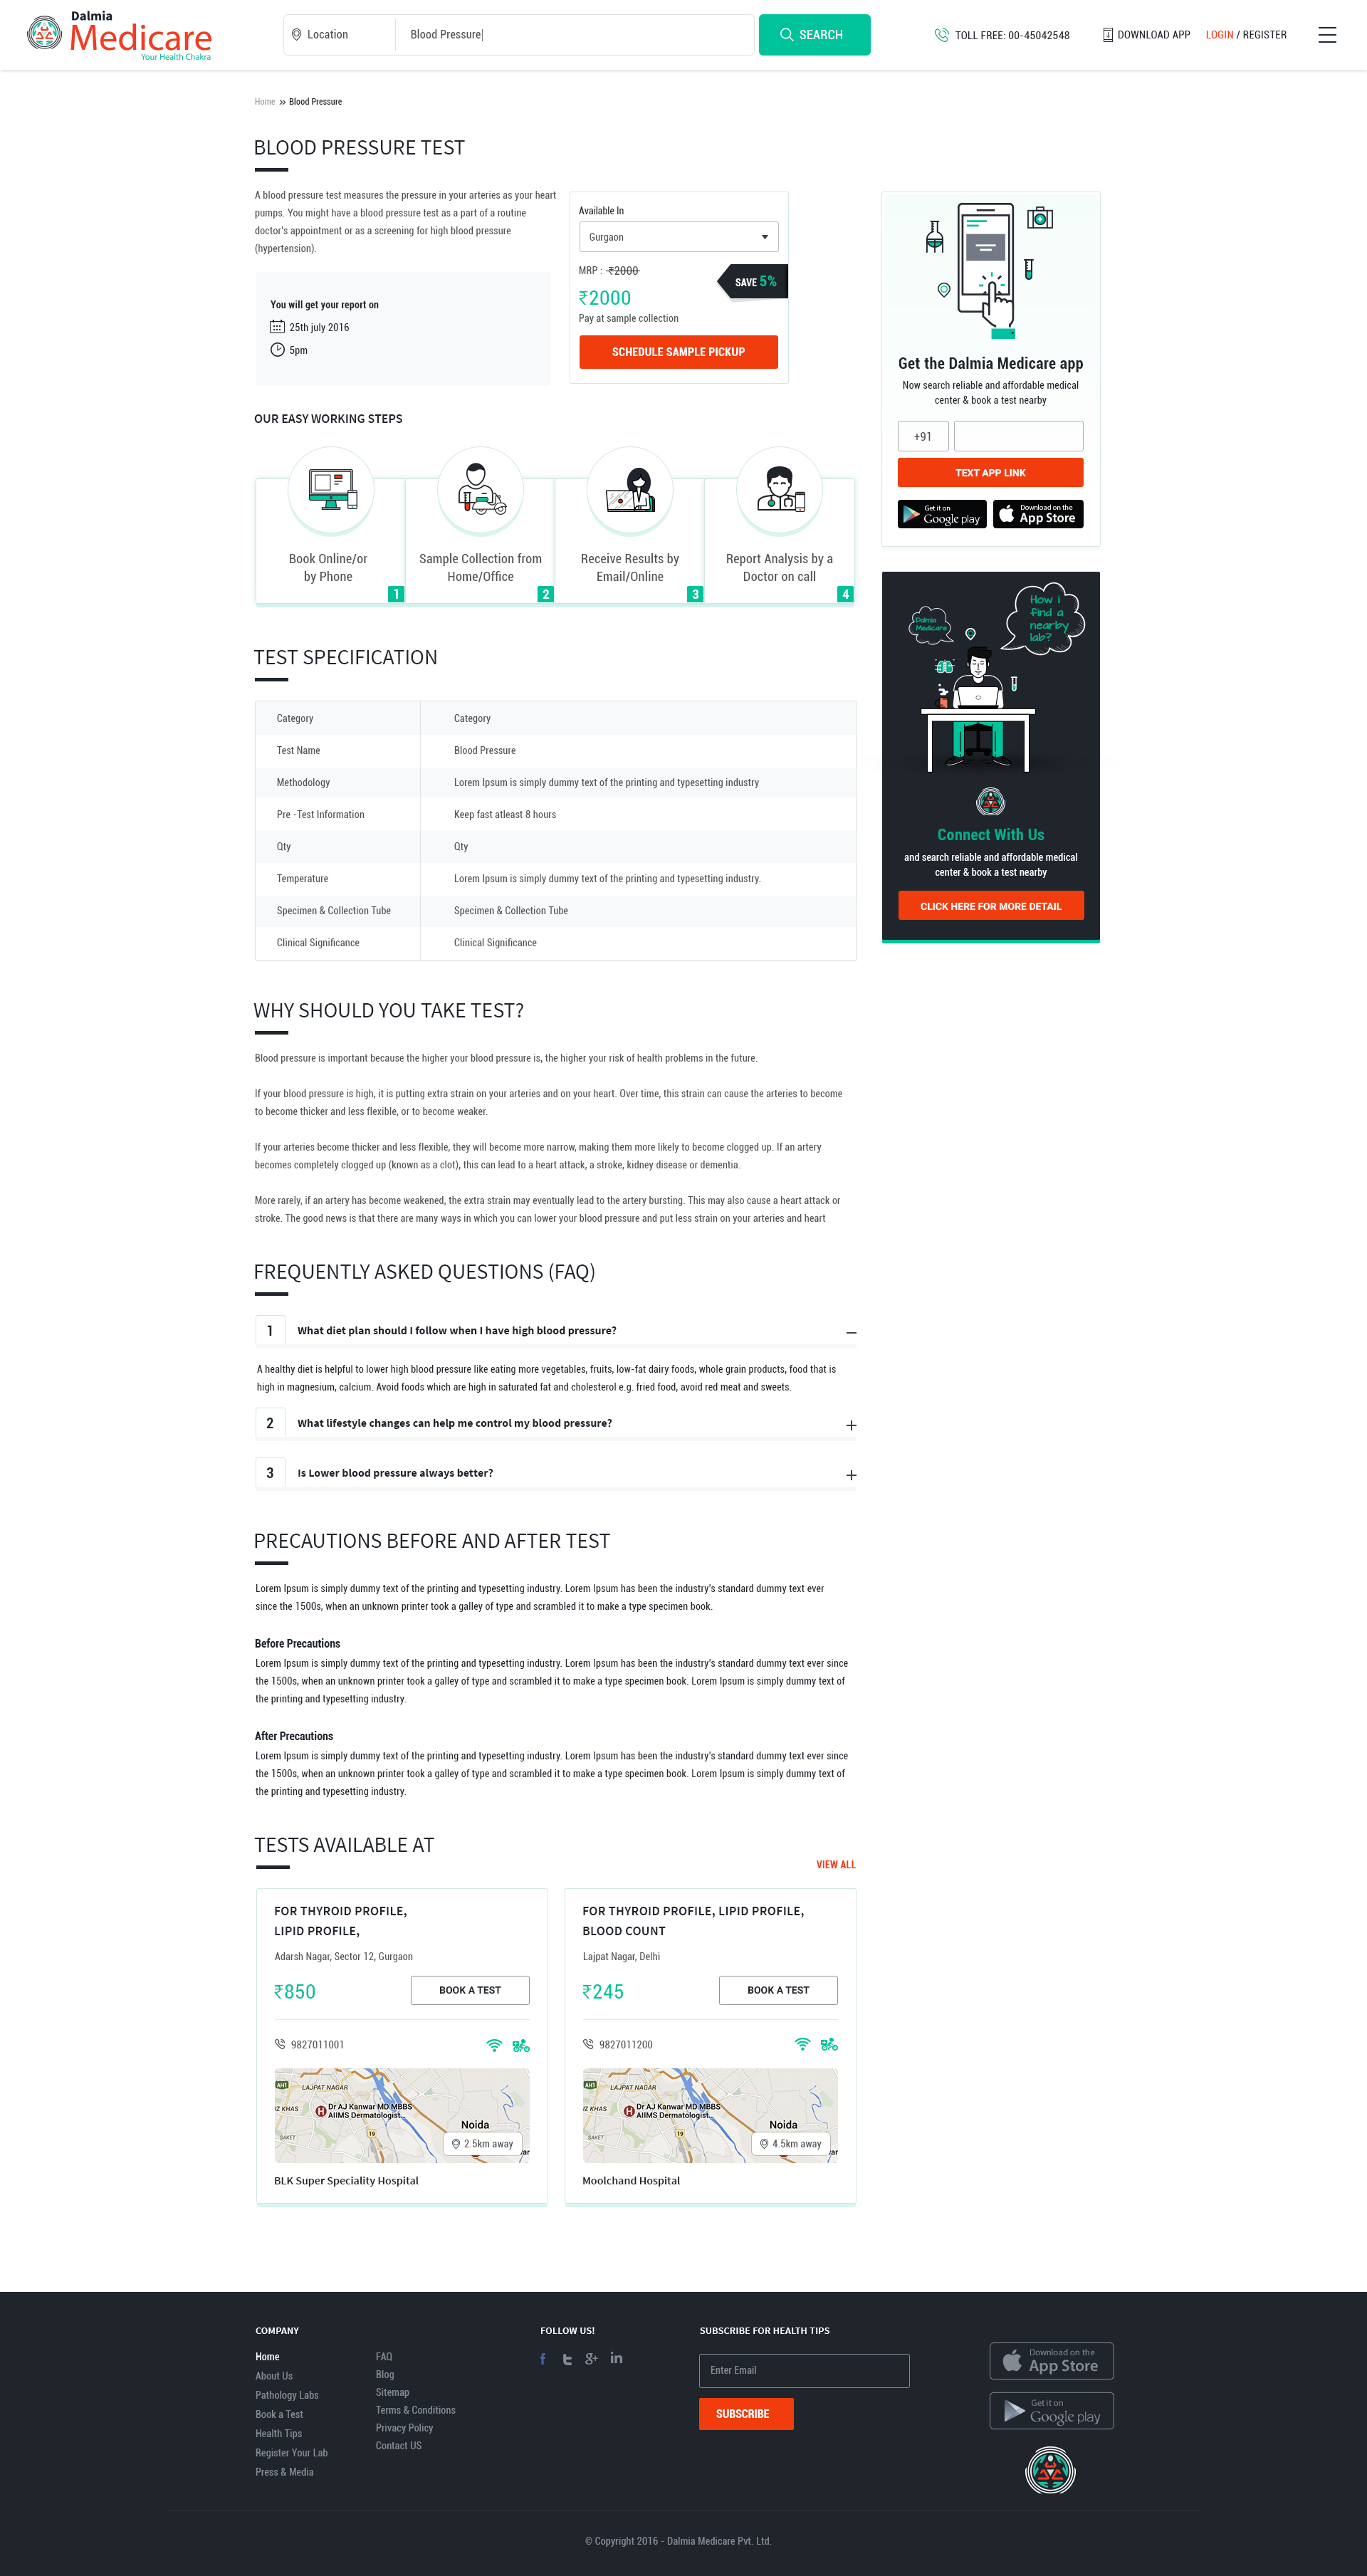 Dalmia
Medicare
Your Health Chakra
Location
Blood Pressure
SEARCH
TOLL FREE: 00-45042548
DOWNLOAD APP
LOGIN / REGISTER
Home » Blood Pressure
BLOOD PRESSURE TEST
A blood pressure test measures the pressure in your arteries as your heart
pumps. You might have a blood pressure test as a part of a routine
doctor's appointment or as a screening for high blood pressure
(hypertension).
You will get your report on
25th july 2016
5pm
Available In
Gurgaon
MRP : ₹2000
₹2000
SAVE 5%
Pay at sample collection
SCHEDULE SAMPLE PICKUP
Get the Dalmia Medicare app
Now search reliable and affordable medical
center & book a test nearby
+91
TEXT APP LINK
Get it on
Google play
Download on the
App Store
OUR EASY WORKING STEPS
Book Online/or
by Phone
1
Sample Collection from
Home/Office
2
Receive Results by
Email/Online
3
Report Analysis by a
Doctor on call
4
Dalmia
Medicare
How i
find a
nearby
lab?
Connect With Us
and search reliable and affordable medical
center & book a test nearby
CLICK HERE FOR MORE DETAIL
TEST SPECIFICATION
Category Category
Test Name Blood Pressure
Methodology Lorem Ipsum is simply dummy text of the printing and typesetting industry
Pre -Test Information Keep fast atleast 8 hours
Qty Qty
Temperature Lorem Ipsum is simply dummy text of the printing and typesetting industry.
Specimen & Collection Tube Specimen & Collection Tube
Clinical Significance Clinical Significance
WHY SHOULD YOU TAKE TEST?
Blood pressure is important because the higher your blood pressure is, the higher your risk of health problems in the future.
If your blood pressure is high, it is putting extra strain on your arteries and on your heart. Over time, this strain can cause the arteries to become
to become thicker and less flexible, or to become weaker.
If your arteries become thicker and less flexible, they will become more narrow, making them more likely to become clogged up. If an artery
becomes completely clogged up (known as a clot), this can lead to a heart attack, a stroke, kidney disease or dementia.
More rarely, if an artery has become weakened, the extra strain may eventually lead to the artery bursting. This may also cause a heart attack or
stroke. The good news is that there are many ways in which you can lower your blood pressure and put less strain on your arteries and heart
FREQUENTLY ASKED QUESTIONS (FAQ)
1 What diet plan should I follow when I have high blood pressure?
A healthy diet is helpful to lower high blood pressure like eating more vegetables, fruits, low-fat dairy foods, whole grain products, food that is
high in magnesium, calcium. Avoid foods which are high in saturated fat and cholesterol e.g. fried food, avoid red meat and sweets.
2 What lifestyle changes can help me control my blood pressure?
3 Is Lower blood pressure always better?
PRECAUTIONS BEFORE AND AFTER TEST
Lorem Ipsum is simply dummy text of the printing and typesetting industry. Lorem Ipsum has been the industry's standard dummy text ever
since the 1500s, when an unknown printer took a galley of type and scrambled it to make a type specimen book.
Before Precautions
Lorem Ipsum is simply dummy text of the printing and typesetting industry. Lorem Ipsum has been the industry's standard dummy text ever since
the 1500s, when an unknown printer took a galley of type and scrambled it to make a type specimen book. Lorem Ipsum is simply dummy text of
the printing and typesetting industry.
After Precautions
Lorem Ipsum is simply dummy text of the printing and typesetting industry. Lorem Ipsum has been the industry's standard dummy text ever since
the 1500s, when an unknown printer took a galley of type and scrambled it to make a type specimen book. Lorem Ipsum is simply dummy text of
the printing and typesetting industry.
TESTS AVAILABLE AT
VIEW ALL
FOR THYROID PROFILE,
LIPID PROFILE,
Adarsh Nagar, Sector 12, Gurgaon
₹850
BOOK A TEST
9827011001
AH1
LAJPAT NAGAR
IZ KHAS
Dr AJ Kanwar MD MBBS
AIIMS Dermatologist...
Noida
SAKET
19
2.5km away
BLK Super Speciality Hospital
FOR THYROID PROFILE, LIPID PROFILE,
BLOOD COUNT
Lajpat Nagar, Delhi
₹245
BOOK A TEST
9827011200
AH1
LAJPAT NAGAR
IZ KHAS
Dr AJ Kanwar MD MBBS
AIIMS Dermatologist...
Noida
SAKET
19
4.5km away
Moolchand Hospital
COMPANY
Home
About Us
Pathology Labs
Book a Test
Health Tips
Register Your Lab
Press & Media
FAQ
Blog
Sitemap
Terms & Conditions
Privacy Policy
Contact US
FOLLOW US!
SUBSCRIBE FOR HEALTH TIPS
Enter Email
SUBSCRIBE
Download on the
App Store
Get it on
Google play
© Copyright 2016 - Dalmia Medicare Pvt. Ltd.